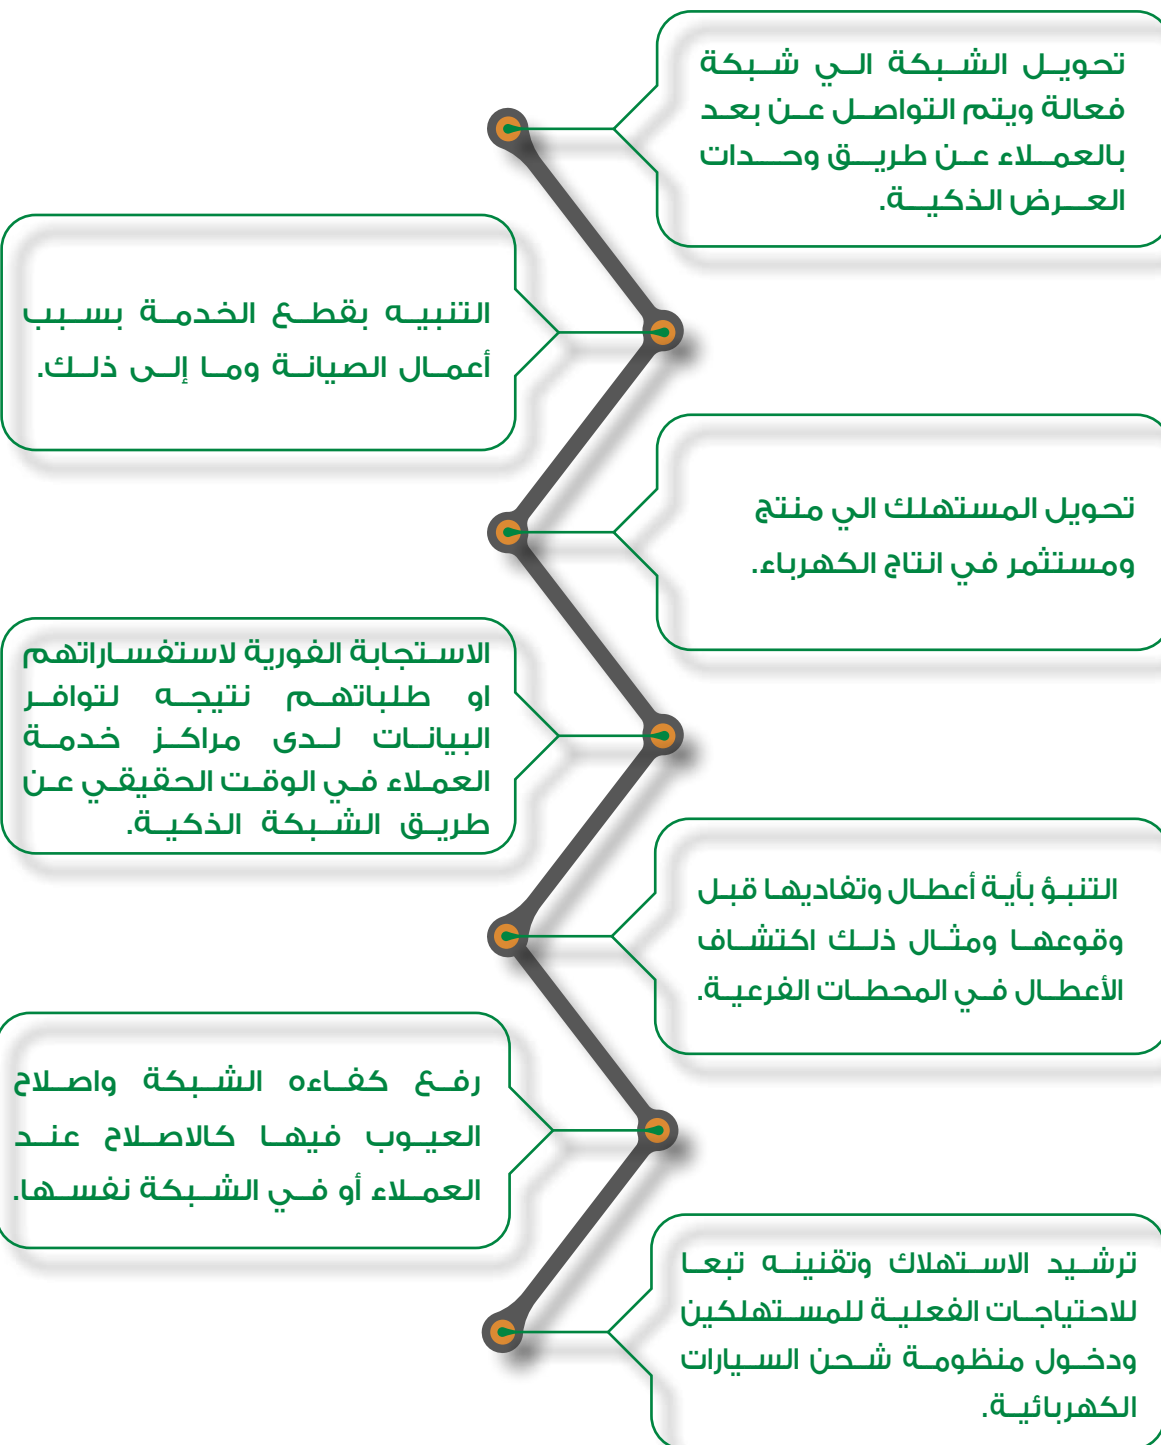 تحويل الشبكة الي شبكة
فعالة ويتم التواصل عن بعد
بالعملاء عن طريق وحدات
العرض الذكية.
التنبيه بقطع الخدمة بسبب
أعمال الصيانة وما إلى ذلك.
تحويل المستهلك الي منتج
ومستثمر في انتاج الكهرباء.
الاستجابة الفورية لاستفساراتهم
او طلباتهم نتيجه لتوافر
البيانات لدى مراكز خدمة
العملاء في الوقت الحقيقي عن
طريق الشبكة الذكية.
التنبؤ بأية أعطال وتفاديها قبل
وقوعها ومثال ذلك اكتشاف
الأعطال في المحطات الفرعية.
رفع كفاءه الشبكة واصلاح
العيوب فيها كالاصلاح عند
العملاء أو في الشبكة نفسها.
ترشيد الاستهلاك وتقنينه تبعا
للاحتياجات الفعلية للمستهلكين
ودخول منظومة شحن السيارات
الكهربائية.